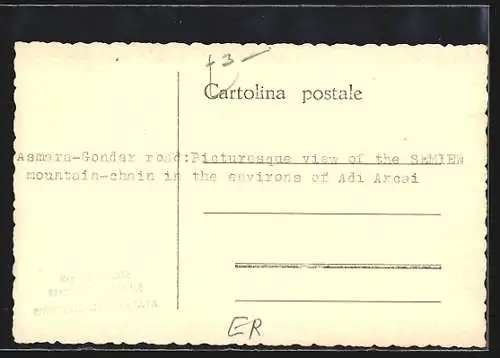 £3-
Cartolina postale
Asmara-Gondar road:Picturesque view of the SEMIEN
mountain-chain in the environs of Adi Arcai
ER